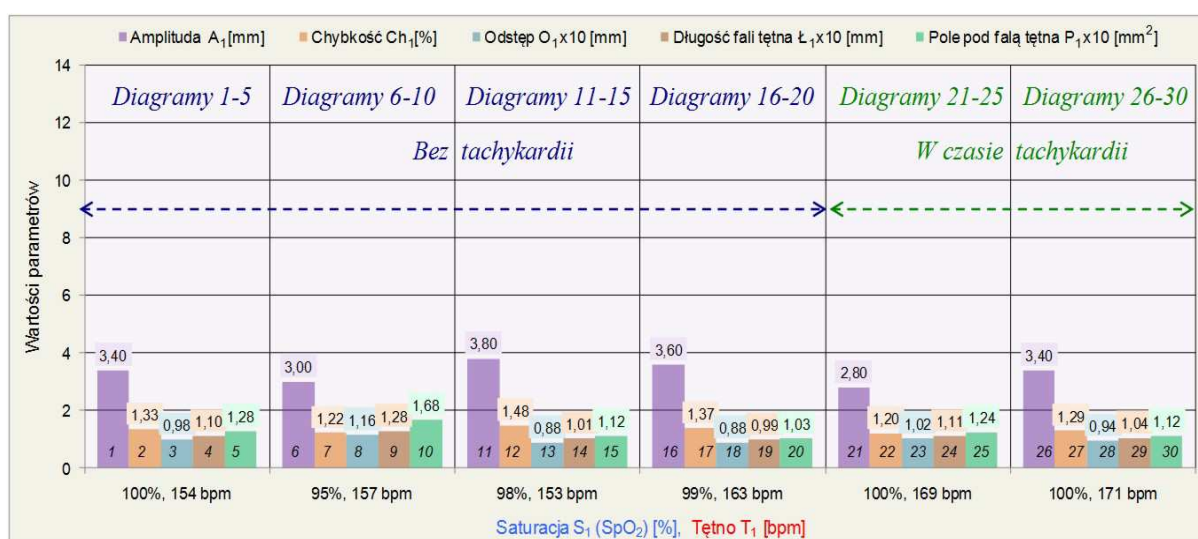 Amplituda A₁[mm] Chybkość Ch₁[%] Odstęp O₁x10 [mm] Długość fali tętna Ł₁x10 [mm] Pole pod falą tętna P₁x10 [mm²]
Wartości parametrów
14
12
10
8
6
4
2
0
Diagramy 1-5 Diagramy 6-10 Diagramy 11-15 Diagramy 16-20 Diagramy 21-25 Diagramy 26-30
Bez tachykardii W czasie tachykardii
3,40 1,33 0,98 1,10 1,28
3,00 1,22 1,16 1,28 1,68
3,80 1,48 0,88 1,01 1,12
3,60 1,37 0,88 0,99 1,03
2,80 1,20 1,02 1,11 1,24
3,40 1,29 0,94 1,04 1,12
1 2 3 4 5 6 7 8 9 10 11 12 13 14 15 16 17 18 19 20 21 22 23 24 25 26 27 28 29 30
100%, 154 bpm 95%, 157 bpm 98%, 153 bpm 99%, 163 bpm 100%, 169 bpm 100%, 171 bpm
Saturacja S₁ (SpO₂) [%], Tętno T₁ [bpm]